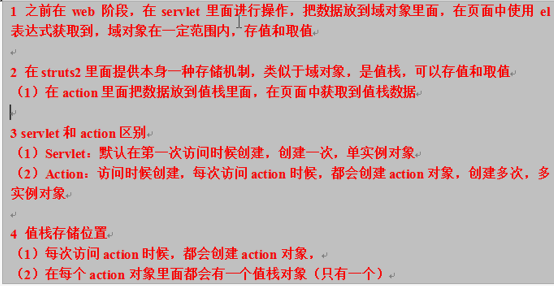 1 之前在 web 阶段，在 servlet 里面进行操作，把数据放到域对象里面，在页面中使用 el
表达式获取到，域对象在一定范围内，存值和取值
2 在 struts2 里面提供本身一种存储机制，类似于域对象，是值栈，可以存值和取值
（1）在 action 里面把数据放到值栈里面，在页面中获取到值栈数据
3 servlet 和 action 区别
（1）Servlet：默认在第一次访问时候创建，创建一次，单实例对象
（2）Action：访问时候创建，每次访问 action 时候，都会创建 action 对象，创建多次，多
实例对象
4 值栈存储位置
（1）每次访问 action 时候，都会创建 action 对象，
（2）在每个 action 对象里面都会有一个值栈对象（只有一个）